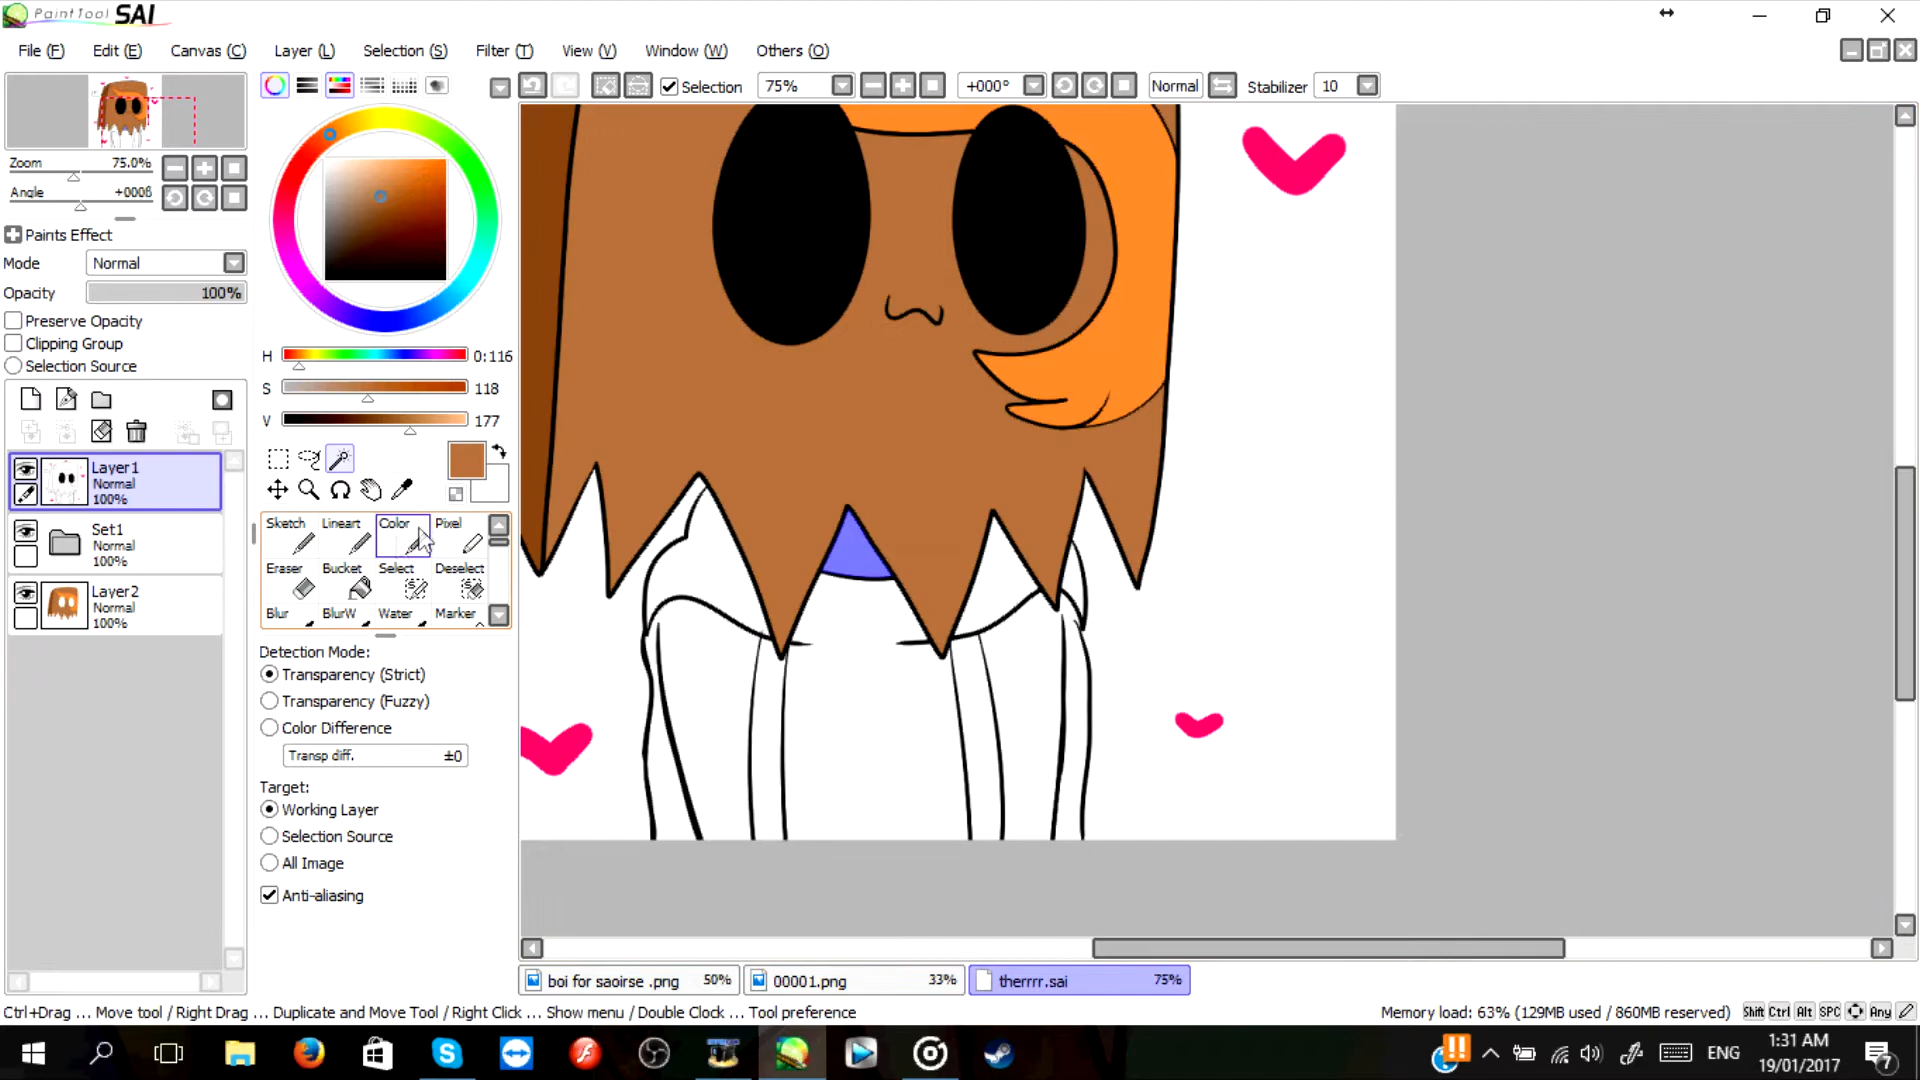 PaintTool SAI
File (F) Edit (E) Canvas (C) Layer (L) Selection (S) Filter (T) View (V) Window (W) Others (O)
Selection 75% +000° Normal Stabilizer 10
Zoom 75.0%
Angle +000ß
Paints Effect
Mode Normal
Opacity 100%
Preserve Opacity
Clipping Group
Selection Source
Layer1
Normal
100%
Set1
Normal
100%
Layer2
Normal
100%
H 0:116
S 118
V 177
Sketch Lineart Color Pixel
Eraser Bucket Select Deselect
Blur BlurW Water Marker
Detection Mode:
Transparency (Strict)
Transparency (Fuzzy)
Color Difference
Transp diff. ±0
Target:
Working Layer
Selection Source
All Image
Anti-aliasing
boi for saoirse .png 50% 00001.png 33% therrrr.sai 75%
Ctrl+Drag ... Move tool / Right Drag ... Duplicate and Move Tool / Right Click ... Show menu / Double Clock ... Tool preference Memory load: 63% (129MB used / 860MB reserved) Shift Ctrl Alt SPC Any
ENG 1:31 AM
19/01/2017 7